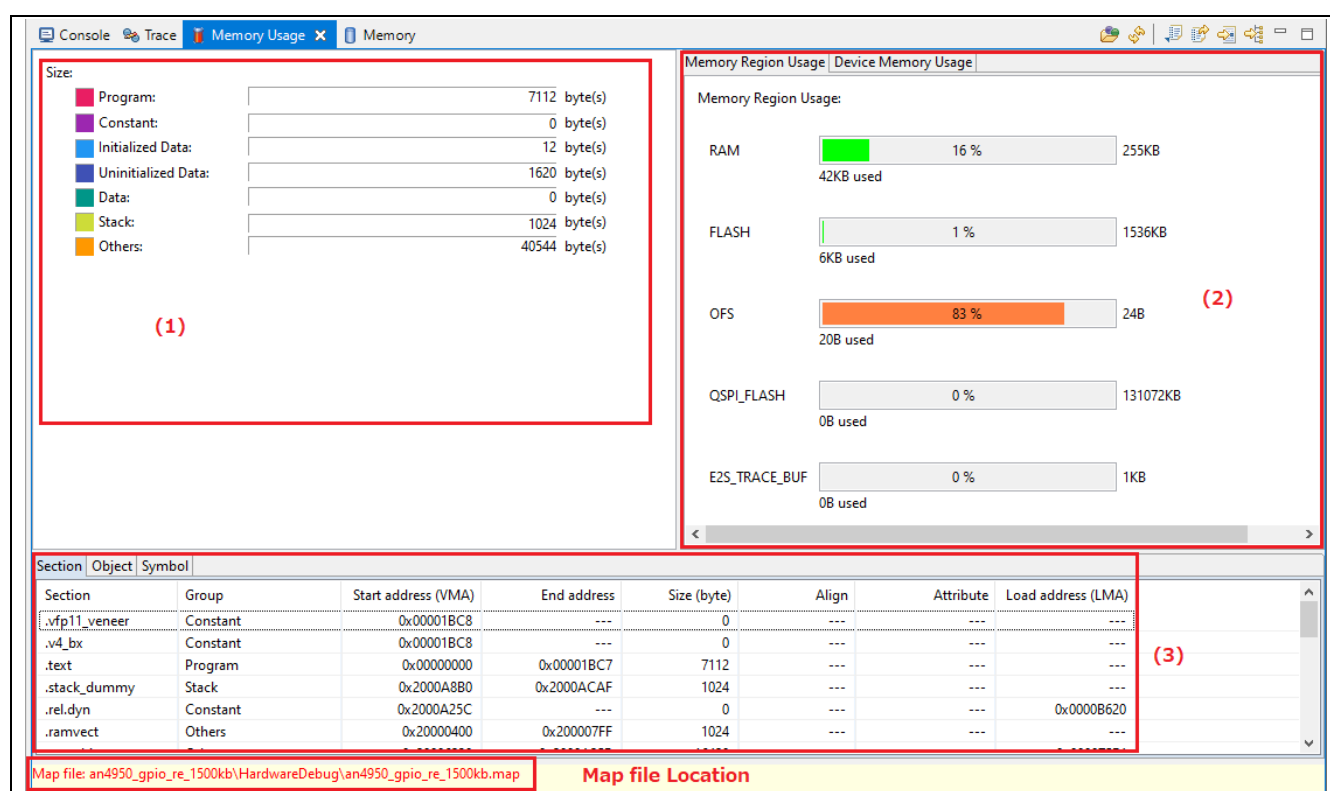 Console Trace Memory Usage Memory
Size:
Program: 7112 byte(s)
Constant: 0 byte(s)
Initialized Data: 12 byte(s)
Uninitialized Data: 1620 byte(s)
Data: 0 byte(s)
Stack: 1024 byte(s)
Others: 40544 byte(s)
(1)
Memory Region Usage Device Memory Usage
Memory Region Usage:
RAM 16 % 255KB
42KB used
FLASH 1 % 1536KB
6KB used
(2)
OFS 83 % 24B
20B used
QSPI_FLASH 0 % 131072KB
0B used
E2S_TRACE_BUF 0 % 1KB
0B used
Section Object Symbol
Section Group Start address (VMA) End address Size (byte) Align Attribute Load address (LMA)
.vfp11_veneer Constant 0x00001BC8 --- 0 --- --- ---
.v4_bx Constant 0x00001BC8 --- 0 --- --- ---
.text Program 0x00000000 0x00001BC7 7112 --- --- ---
.stack_dummy Stack 0x2000A8B0 0x2000ACAF 1024 --- --- ---
.rel.dyn Constant 0x2000A25C --- 0 --- --- 0x0000B620
.ramvect Others 0x20000400 0x200007FF 1024 --- --- ---
(3)
Map file: an4950_gpio_re_1500kb\HardwareDebug\an4950_gpio_re_1500kb.map
Map file Location